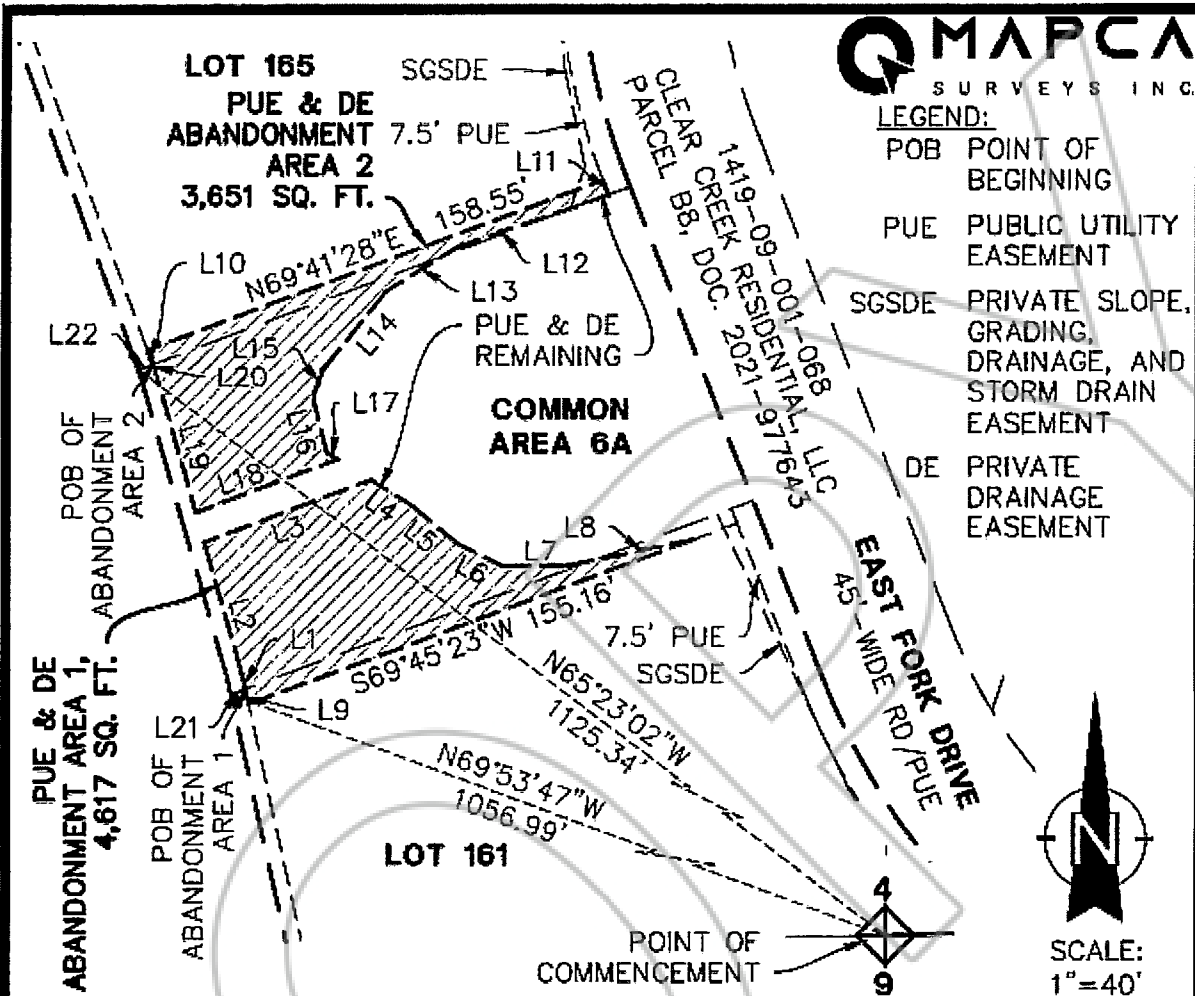 MAPCA
SURVEYS INC.
LEGEND:
POB POINT OF
BEGINNING
PUE PUBLIC UTILITY
EASEMENT
SGSDE PRIVATE SLOPE,
GRADING,
DRAINAGE, AND
STORM DRAIN
EASEMENT
DE PRIVATE
DRAINAGE
EASEMENT
LOT 165
PUE & DE
ABANDONMENT
AREA 2
3,651 SQ. FT.
SGSDE
7.5' PUE
L11
158.55'
N69°41'28"E
L10
L12
L13
L14
L15
L22
L20
L16
L17
L19
L18
PUE & DE
REMAINING
COMMON
AREA 6A
1419-09-001-068
CLEAR CREEK RESIDENTIAL, LLC
PARCEL B8, DOC. 2021-977643
POB OF
ABANDONMENT
AREA 2
L3
L4
L5
L6
L7
L8
L2
L1
L9
L21
S69°45'23"W 155.16'
7.5' PUE
SGSDE
EAST FORK DRIVE
45' WIDE RD/PUE
N65°23'02"W
1125.34'
N69°53'47"W
1056.99'
PUE & DE
ABANDONMENT AREA 1,
4,617 SQ. FT.
POB OF
ABANDONMENT
AREA 1
LOT 161
POINT OF
COMMENCEMENT
4
9
N
SCALE:
1"=40'